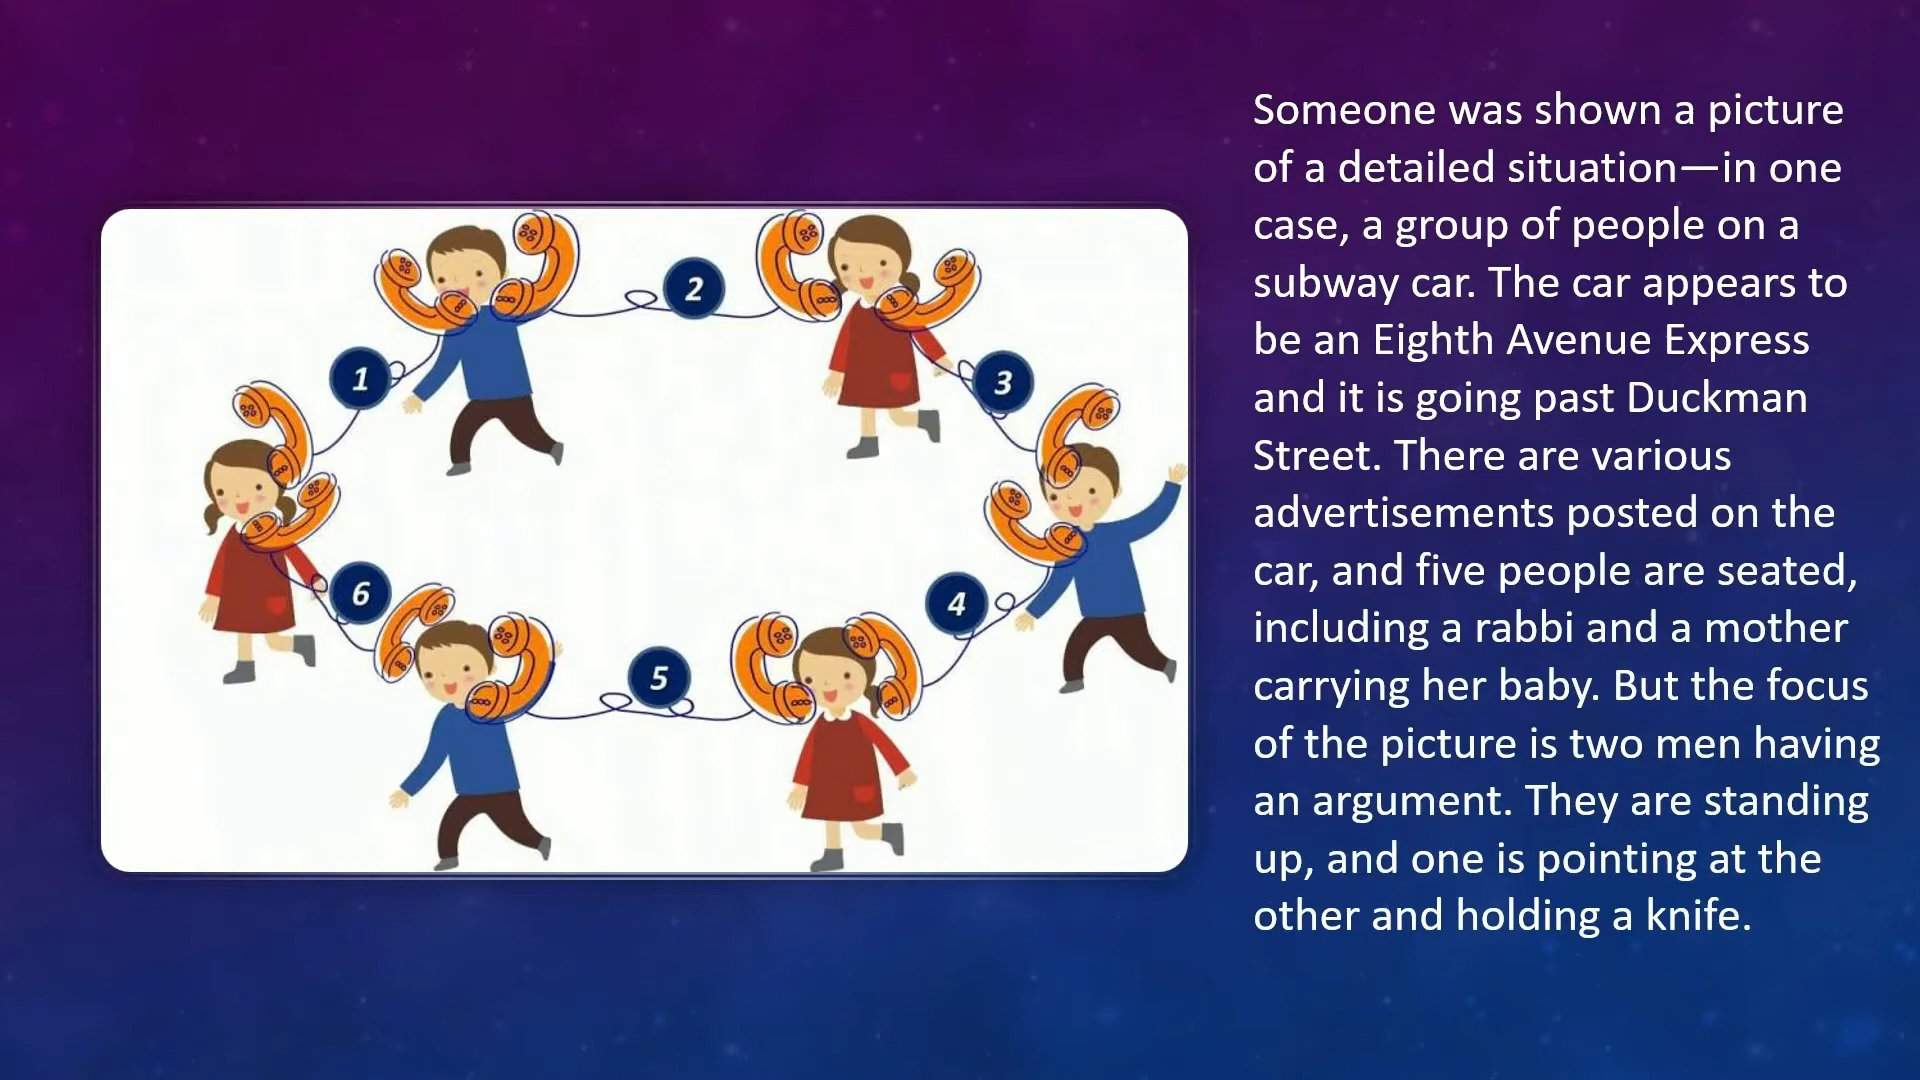 1
2
3
4
5
6
Someone was shown a picture
of a detailed situation—in one
case, a group of people on a
subway car. The car appears to
be an Eighth Avenue Express
and it is going past Duckman
Street. There are various
advertisements posted on the
car, and five people are seated,
including a rabbi and a mother
carrying her baby. But the focus
of the picture is two men having
an argument. They are standing
up, and one is pointing at the
other and holding a knife.